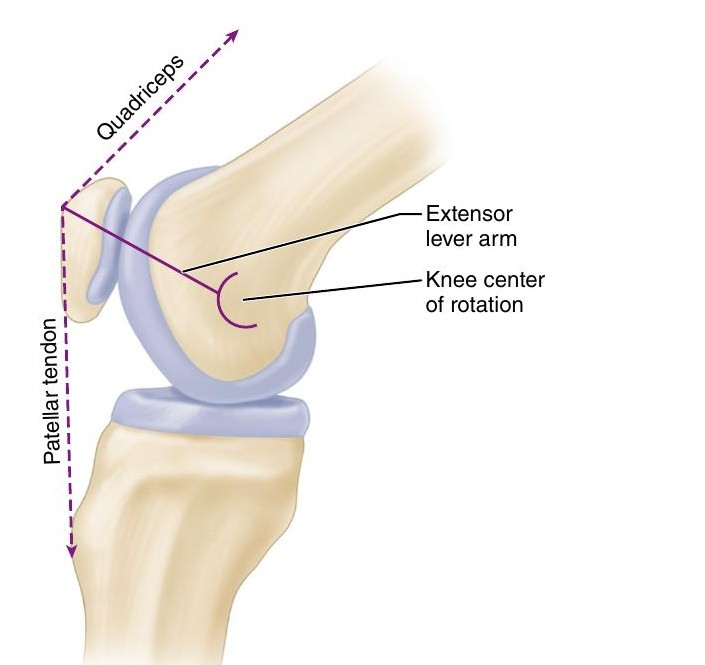 Quadriceps
Extensor
lever arm
Knee center
of rotation
Patellar tendon